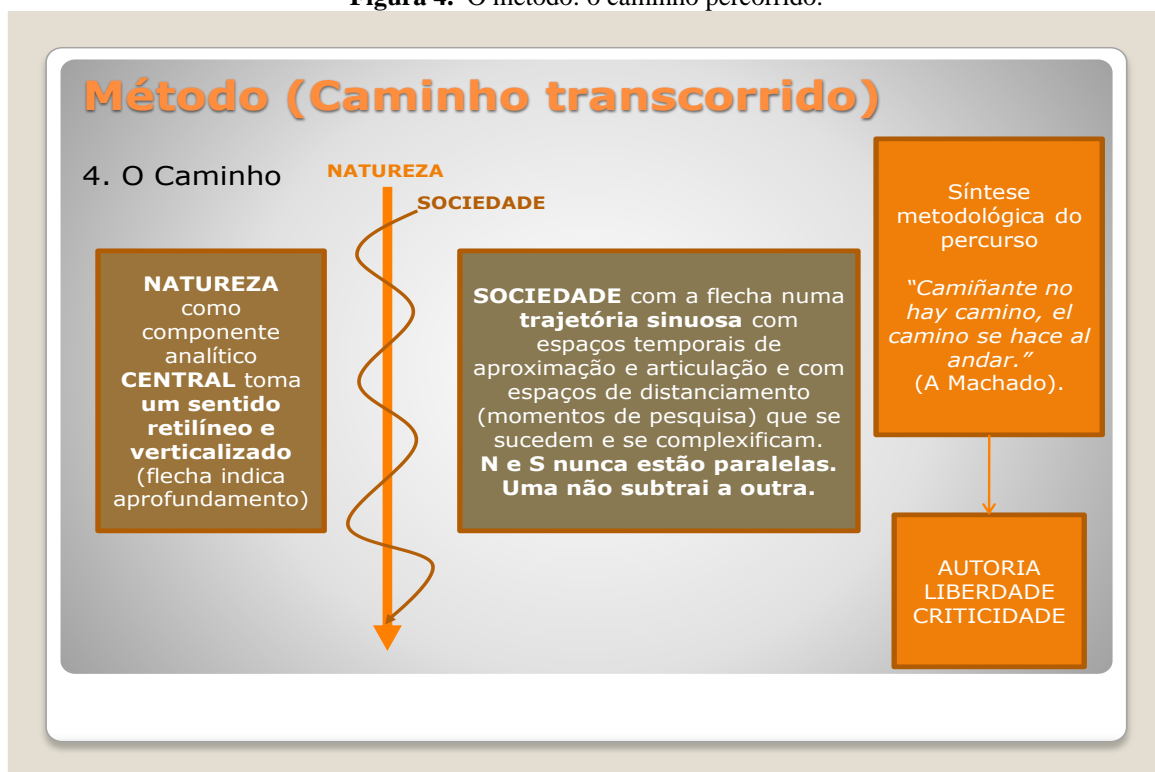 Figura 4. O método: o caminho percorrido.
Método (Caminho transcorrido)
4. O Caminho
NATUREZA
SOCIEDADE
NATUREZA
como
componente
analítico
CENTRAL toma
um sentido
retilíneo e
verticalizado
(flecha indica
aprofundamento)
SOCIEDADE com a flecha numa
trajetória sinuosa com
espaços temporais de
aproximação e articulação e com
espaços de distanciamento
(momentos de pesquisa) que se
sucedem e se complexificam.
N e S nunca estão paralelas.
Uma não subtrai a outra.
Síntese
metodológica do
percurso
“Camiñante no
hay camino, el
camino se hace al
andar.”
(A Machado).
AUTORIA
LIBERDADE
CRITICIDADE